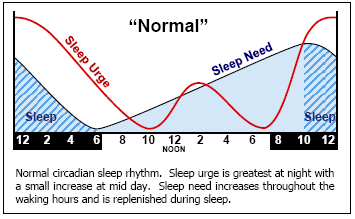 “Normal”
Sleep Urge
Sleep Need
Sleep
Sleep
12 2 4 6 8 10 12 2 4 6 8 10 12
NOON
Normal circadian sleep rhythm. Sleep urge is greatest at night with
a small increase at mid day. Sleep need increases throughout the
waking hours and is replenished during sleep.